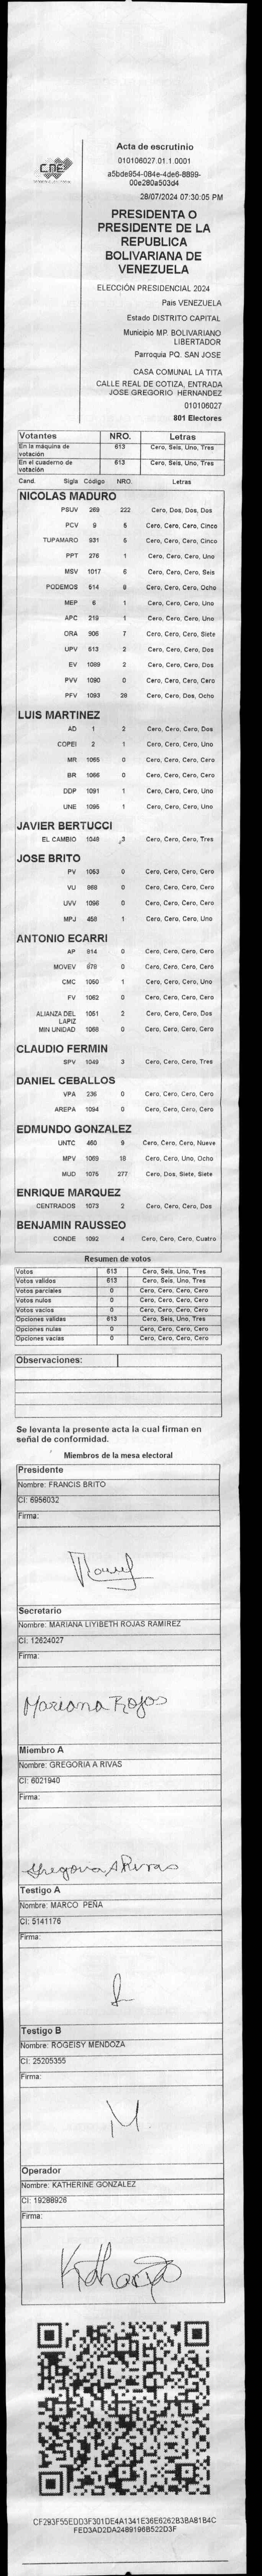 CNE
Acta de escrutinio
010106027.01.1.0001
a5bde954-084e-4de6-8899-
00e280a503d4
28/07/2024 07:30:05 PM
PRESIDENTA O
PRESIDENTE DE LA
REPUBLICA
BOLIVARIANA DE
VENEZUELA
ELECCIÓN PRESIDENCIAL 2024
Pais VENEZUELA
Estado DISTRITO CAPITAL
Municipio MP. BOLIVARIANO
LIBERTADOR
Parroquia PQ. SAN JOSE
CASA COMUNAL LA TITA
CALLE REAL DE COTIZA, ENTRADA
JOSE GREGORIO HERNANDEZ
010106027
801 Electores
Votantes NRO. Letras
En la máquina de votación 613 Cero, Seis, Uno, Tres
En el cuaderno de votación 613 Cero, Seis, Uno, Tres
Cand. Sigla Código NRO. Letras
NICOLAS MADURO
PSUV 269 222 Cero, Dos, Dos, Dos
PCV 9 5 Cero, Cero, Cero, Cinco
TUPAMARO 931 5 Cero, Cero, Cero, Cinco
PPT 276 1 Cero, Cero, Cero, Uno
MSV 1017 6 Cero, Cero, Cero, Seis
PODEMOS 514 8 Cero, Cero, Cero, Ocho
MEP 6 1 Cero, Cero, Cero, Uno
APC 219 1 Cero, Cero, Cero, Uno
ORA 906 7 Cero, Cero, Cero, Siete
UPV 613 2 Cero, Cero, Cero, Dos
EV 1089 2 Cero, Cero, Cero, Dos
PVV 1090 0 Cero, Cero, Cero, Cero
PFV 1093 28 Cero, Cero, Dos, Ocho
LUIS MARTINEZ
AD 1 2 Cero, Cero, Cero, Dos
COPEI 2 1 Cero, Cero, Cero, Uno
MR 1065 0 Cero, Cero, Cero, Cero
BR 1066 0 Cero, Cero, Cero, Cero
DDP 1091 1 Cero, Cero, Cero, Uno
UNE 1095 1 Cero, Cero, Cero, Uno
JAVIER BERTUCCI
EL CAMBIO 1048 3 Cero, Cero, Cero, Tres
JOSE BRITO
PV 1053 0 Cero, Cero, Cero, Cero
VU 968 0 Cero, Cero, Cero, Cero
UVV 1096 0 Cero, Cero, Cero, Cero
MPJ 458 1 Cero, Cero, Cero, Uno
ANTONIO ECARRI
AP 914 0 Cero, Cero, Cero, Cero
MOVEV 979 0 Cero, Cero, Cero, Cero
CMC 1050 1 Cero, Cero, Cero, Uno
FV 1062 0 Cero, Cero, Cero, Cero
ALIANZA DEL LAPIZ 1051 2 Cero, Cero, Cero, Dos
MIN UNIDAD 1068 0 Cero, Cero, Cero, Cero
CLAUDIO FERMIN
SPV 1049 3 Cero, Cero, Cero, Tres
DANIEL CEBALLOS
VPA 236 0 Cero, Cero, Cero, Cero
AREPA 1094 0 Cero, Cero, Cero, Cero
EDMUNDO GONZALEZ
UNTC 460 9 Cero, Cero, Cero, Nueve
MPV 1069 18 Cero, Cero, Uno, Ocho
MUD 1075 277 Cero, Dos, Siete, Siete
ENRIQUE MARQUEZ
CENTRADOS 1073 2 Cero, Cero, Cero, Dos
BENJAMIN RAUSSEO
CONDE 1092 4 Cero, Cero, Cero, Cuatro
Resumen de votos
Votos 613 Cero, Seis, Uno, Tres
Votos validos 613 Cero, Seis, Uno, Tres
Votos parciales 0 Cero, Cero, Cero, Cero
Votos nulos 0 Cero, Cero, Cero, Cero
Votos vacios 0 Cero, Cero, Cero, Cero
Opciones validas 613 Cero, Seis, Uno, Tres
Opciones nulas 0 Cero, Cero, Cero, Cero
Opciones vacias 0 Cero, Cero, Cero, Cero
Observaciones:
Se levanta la presente acta la cual firman en
señal de conformidad.
Miembros de la mesa electoral
Presidente
Nombre: FRANCIS BRITO
CI: 6956032
Firma:
Secretario
Nombre: MARIANA LIYIBETH ROJAS RAMIREZ
CI: 12624027
Firma:
Mariana Rojas
Miembro A
Nombre: GREGORIA A RIVAS
CI: 6021940
Firma:
Gregoria A Rivas
Testigo A
Nombre: MARCO PEÑA
CI: 5141176
Firma:
Testigo B
Nombre: ROGEISY MENDOZA
CI: 25205355
Firma:
M.
Operador
Nombre: KATHERINE GONZALEZ
CI: 19288926
Firma:
CF293F55EDD3F301DE4A1341E36E6262B3BA81B4C
FED3AD2DA2489196B522D3F